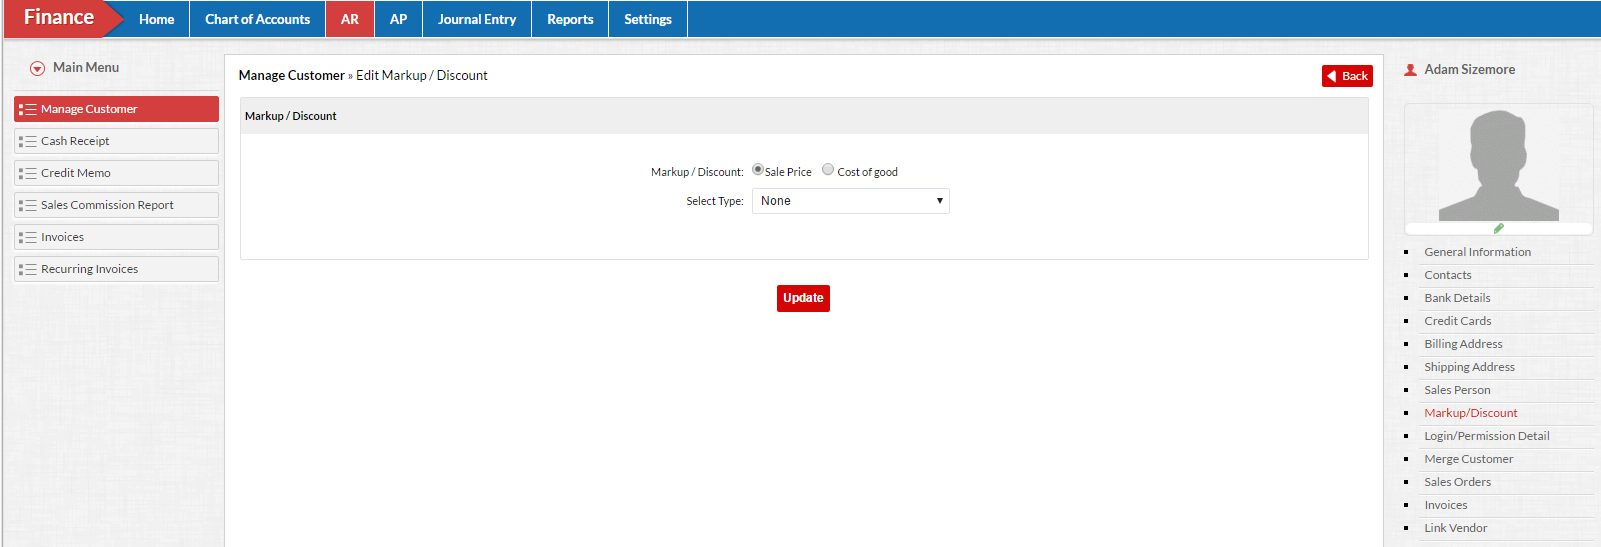 Finance
Home
Chart of Accounts
AR
AP
Journal Entry
Reports
Settings
Main Menu
Manage Customer
Cash Receipt
Credit Memo
Sales Commission Report
Invoices
Recurring Invoices
Manage Customer » Edit Markup / Discount
Back
Markup / Discount
Markup / Discount: Sale Price Cost of good
Select Type: None
Update
Adam Sizemore
General Information
Contacts
Bank Details
Credit Cards
Billing Address
Shipping Address
Sales Person
Markup/Discount
Login/Permission Detail
Merge Customer
Sales Orders
Invoices
Link Vendor